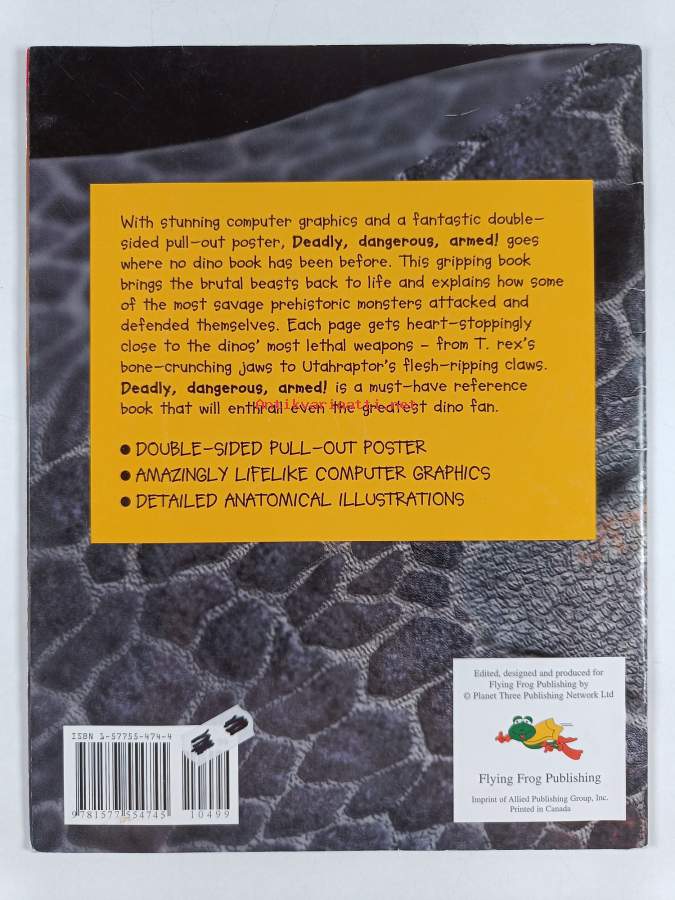 With stunning computer graphics and a fantastic double-
sided pull-out poster, Deadly, dangerous, armed! goes
where no dino book has been before. This gripping book
brings the brutal beasts back to life and explains how some
of the most savage prehistoric monsters attacked and
defended themselves. Each page gets heart-stoppingly
close to the dinos' most lethal weapons - from T. rex's
bone-crunching jaws to Utahraptor's flesh-ripping claws.
Deadly, dangerous, armed! is a must-have reference
book that will enthrall even the greatest dino fan.
Antikvariaatti.net
● DOUBLE-SIDED PULL-OUT POSTER
● AMAZINGLY LIFELIKE COMPUTER GRAPHICS
● DETAILED ANATOMICAL ILLUSTRATIONS
Edited, designed and produced for
Flying Frog Publishing by
© Planet Three Publishing Network Ltd
Flying Frog Publishing
Imprint of Allied Publishing Group, Inc.
Printed in Canada
ISBN 1-57755-474-4
9 781577 554745
10499